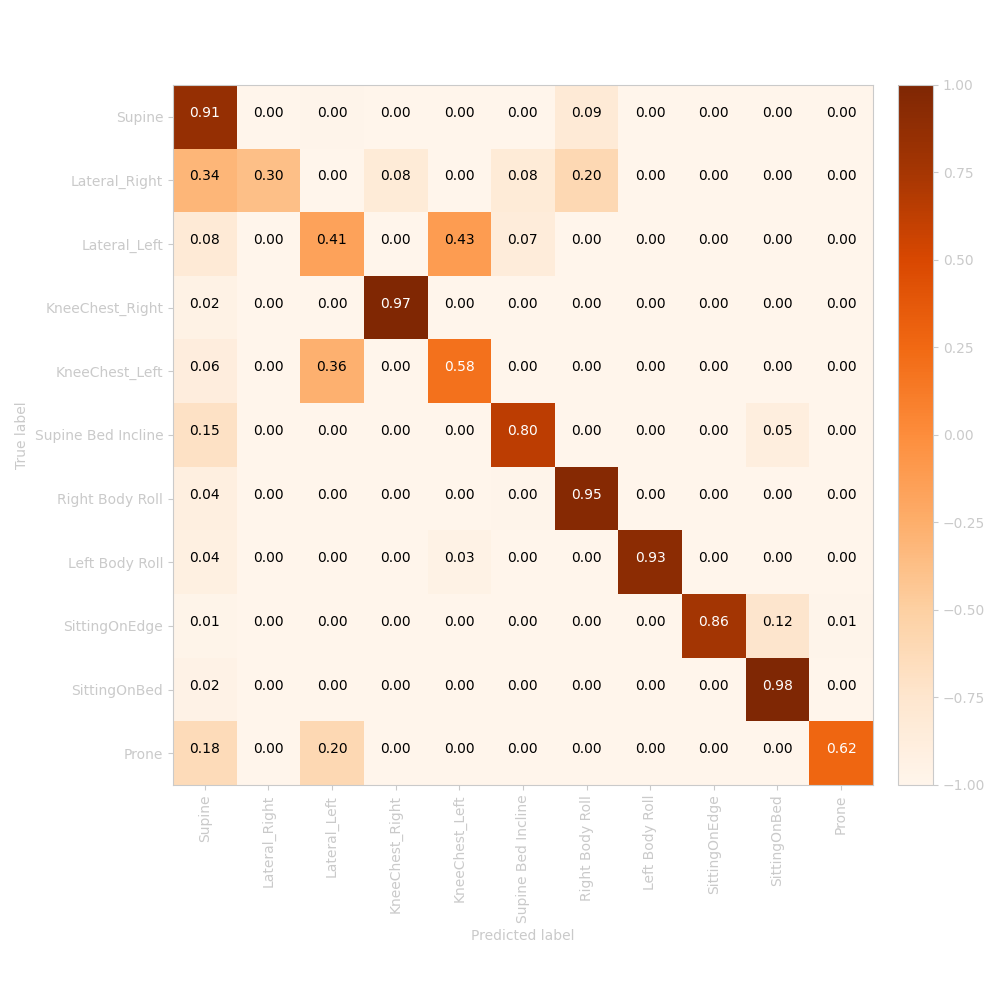 Supine 0.91 0.00 0.00 0.00 0.00 0.00 0.09 0.00 0.00 0.00 0.00
Lateral_Right 0.34 0.30 0.00 0.08 0.00 0.08 0.20 0.00 0.00 0.00 0.00
Lateral_Left 0.08 0.00 0.41 0.00 0.43 0.07 0.00 0.00 0.00 0.00 0.00
KneeChest_Right 0.02 0.00 0.00 0.97 0.00 0.00 0.00 0.00 0.00 0.00 0.00
KneeChest_Left 0.06 0.00 0.36 0.00 0.58 0.00 0.00 0.00 0.00 0.00 0.00
Supine Bed Incline 0.15 0.00 0.00 0.00 0.00 0.80 0.00 0.00 0.00 0.05 0.00
Right Body Roll 0.04 0.00 0.00 0.00 0.00 0.00 0.95 0.00 0.00 0.00 0.00
Left Body Roll 0.04 0.00 0.00 0.00 0.03 0.00 0.00 0.93 0.00 0.00 0.00
SittingOnEdge 0.01 0.00 0.00 0.00 0.00 0.00 0.00 0.00 0.86 0.12 0.01
SittingOnBed 0.02 0.00 0.00 0.00 0.00 0.00 0.00 0.00 0.00 0.98 0.00
Prone 0.18 0.00 0.20 0.00 0.00 0.00 0.00 0.00 0.00 0.00 0.62
True label
Supine
Lateral_Right
Lateral_Left
KneeChest_Right
KneeChest_Left
Supine Bed Incline
Right Body Roll
Left Body Roll
SittingOnEdge
SittingOnBed
Prone
Predicted label
1.00
0.75
0.50
0.25
0.00
−0.25
−0.50
−0.75
−1.00